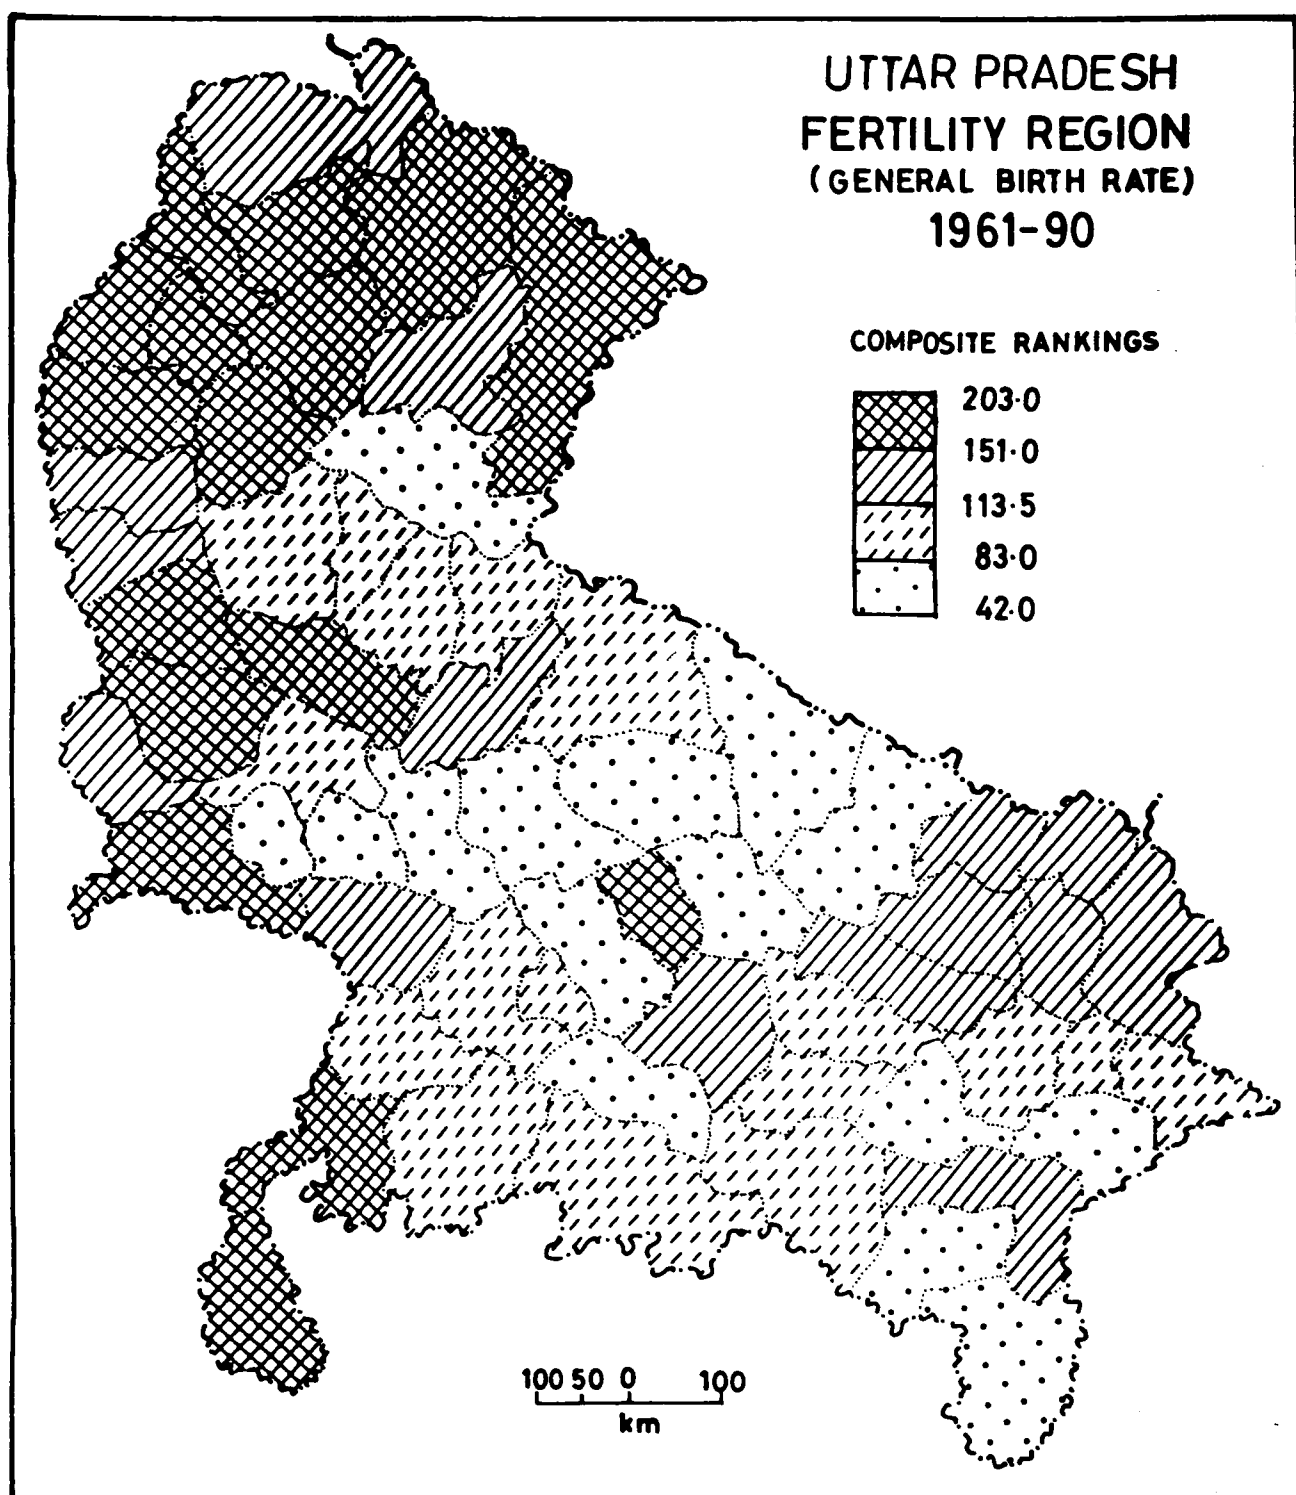 UTTAR PRADESH
FERTILITY REGION
(GENERAL BIRTH RATE)
1961-90
COMPOSITE RANKINGS
203·0
151·0
113·5
83·0
42·0
100 50 0 100
km